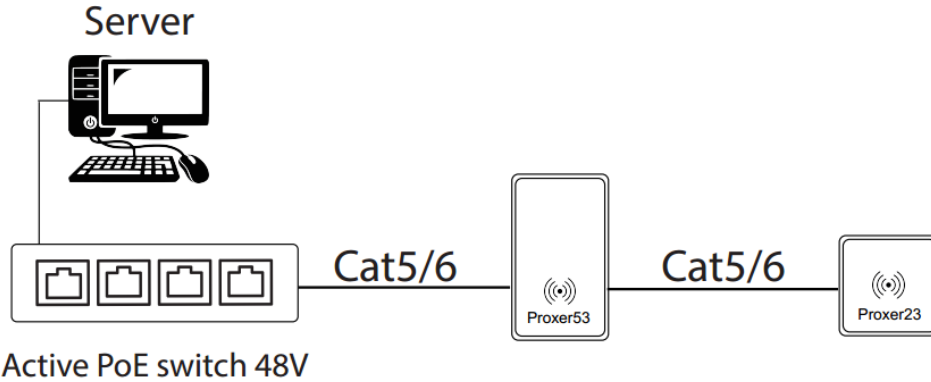 Server
Cat5/6
Cat5/6
Proxer53
Proxer23
Active PoE switch 48V